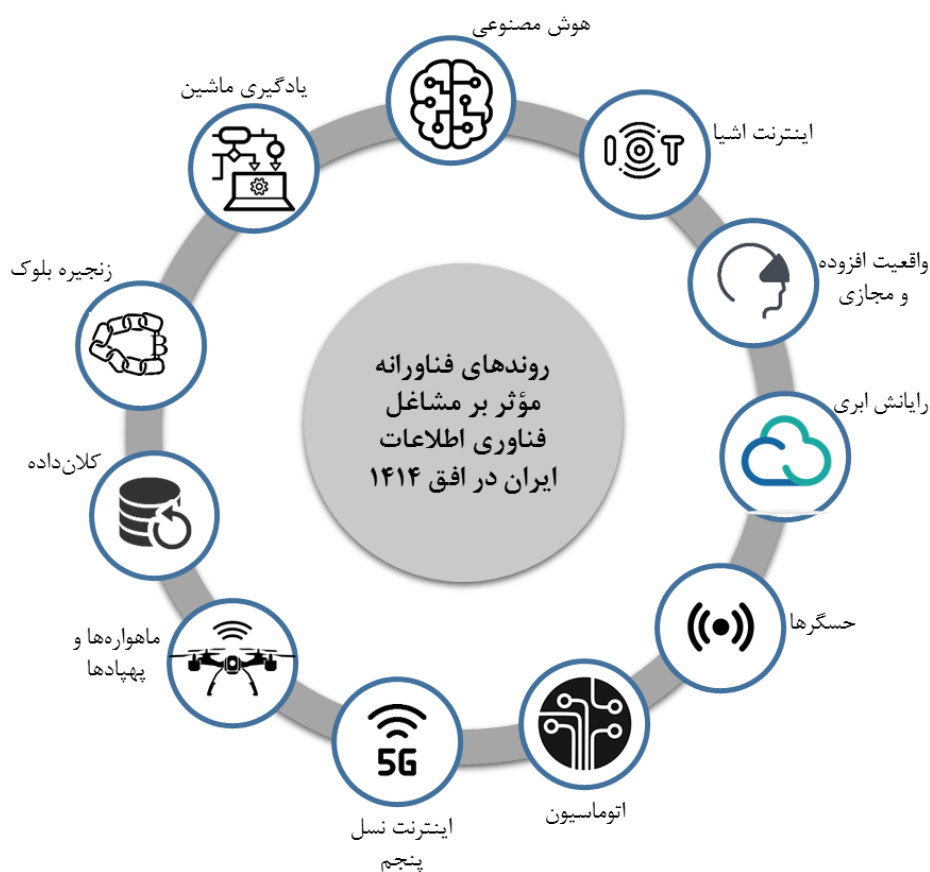 هوش مصنوعی
اینترنت اشیا
IOT
واقعیت افزوده
و مجازی
رایانش ابری
حسگرها
اتوماسیون
اینترنت نسل
پنجم
5G
ماهواره‌ها و
پهپادها
کلان‌داده
زنجیره بلوک
یادگیری ماشین
روندهای فناورانه
مؤثر بر مشاغل
فناوری اطلاعات
ایران در افق ۱۴۱۴